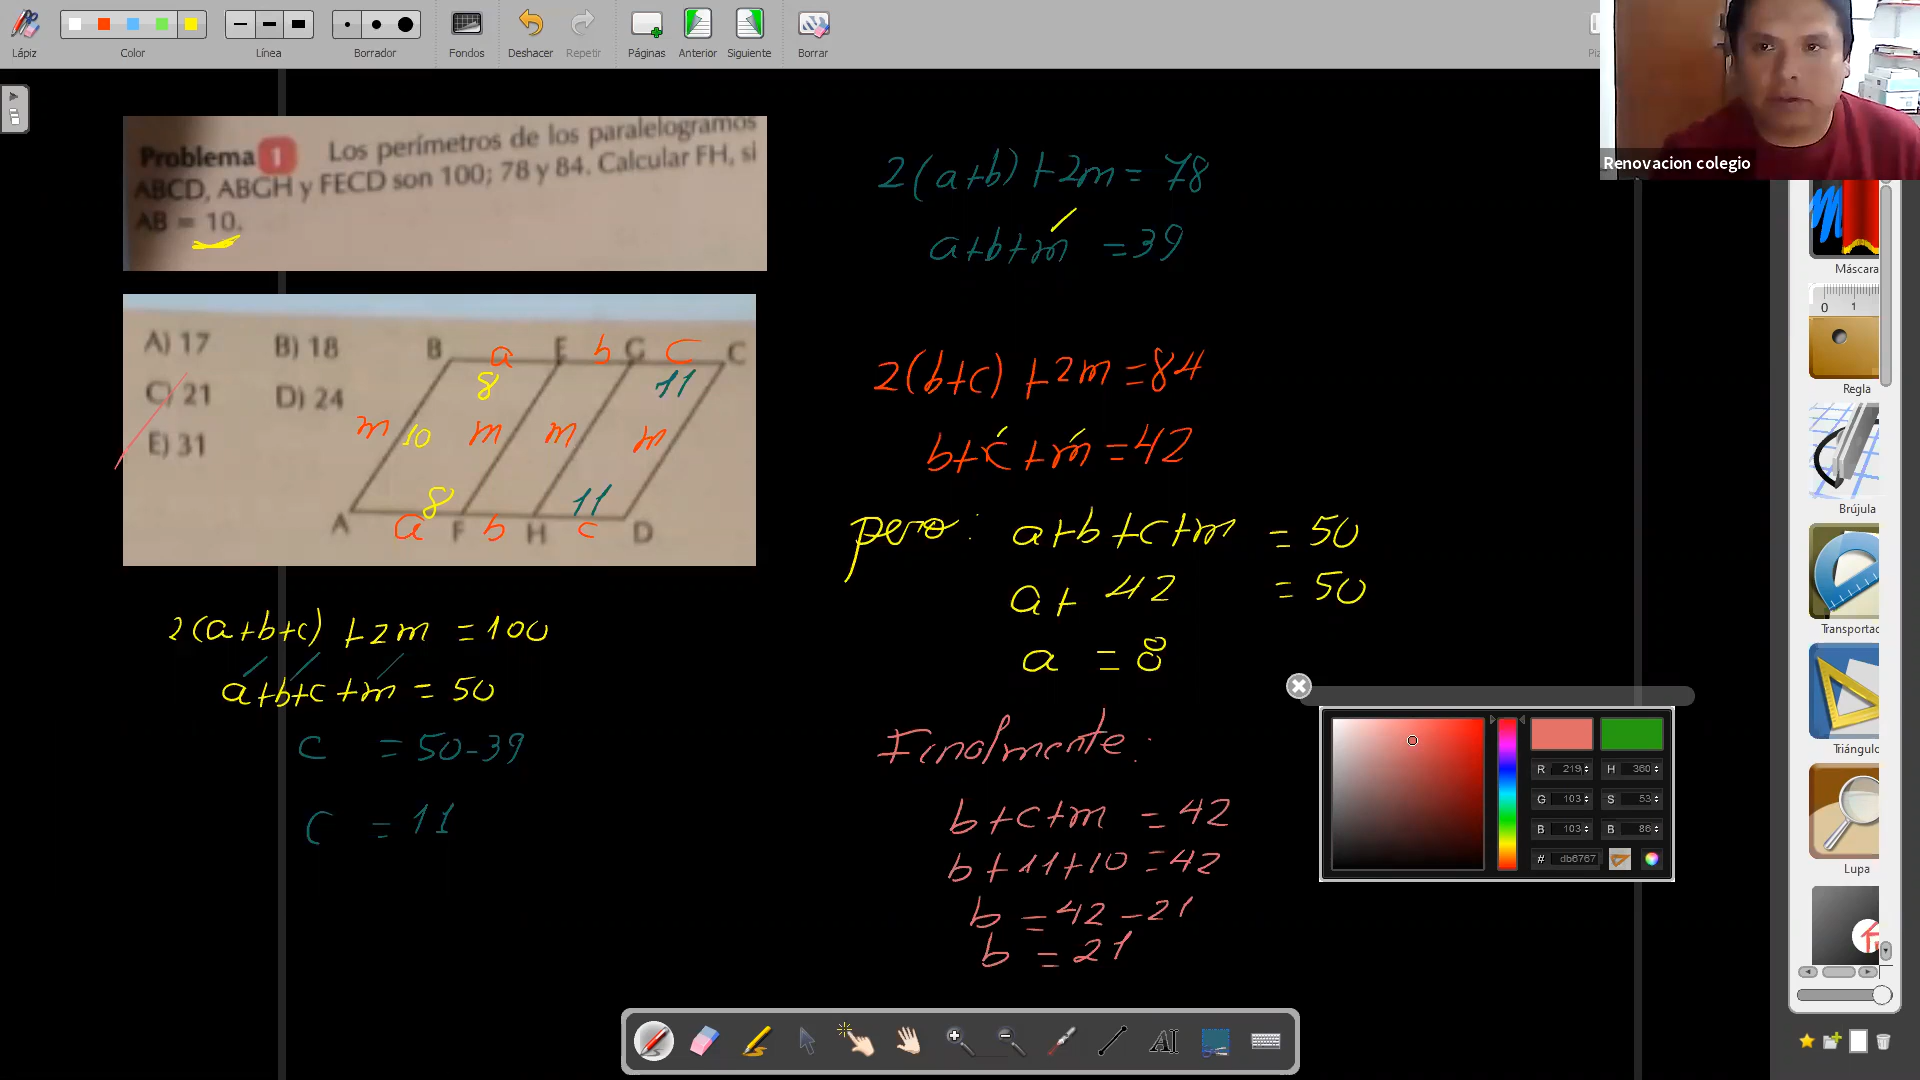 Lápiz
Color
Línea
Borrador
Fondos
Deshacer
Repetir
Páginas
Anterior
Siguiente
Borrar
Renovacion colegio
Problema 1 Los perímetros de los paralelogramos
ABCD, ABGH y FECD son 100; 78 y 84. Calcular FH, si
AB = 10.
A) 17 B) 18
C) 21 D) 24
E) 31
B a E b G C C
8 11
m 10 m m m
8 11
A a F b H c D
2(a+b+c) +2m = 100
a+b+c+m = 50
C = 50-39
C = 11
2(a+b)+2m = 78
a+b+m = 39
2(b+c) +2m = 84
b+c+m = 42
pero: a+b+c+m = 50
a+ 42 = 50
a = 8
Finalmente:
b+c+m = 42
b+11+10 = 42
b = 42-21
b = 21
R 219 H 360
G 103 S 53
B 103 B 86
# db6767
Máscara
0 1
Regla
Brújula
Transportac
Triángulo
Lupa